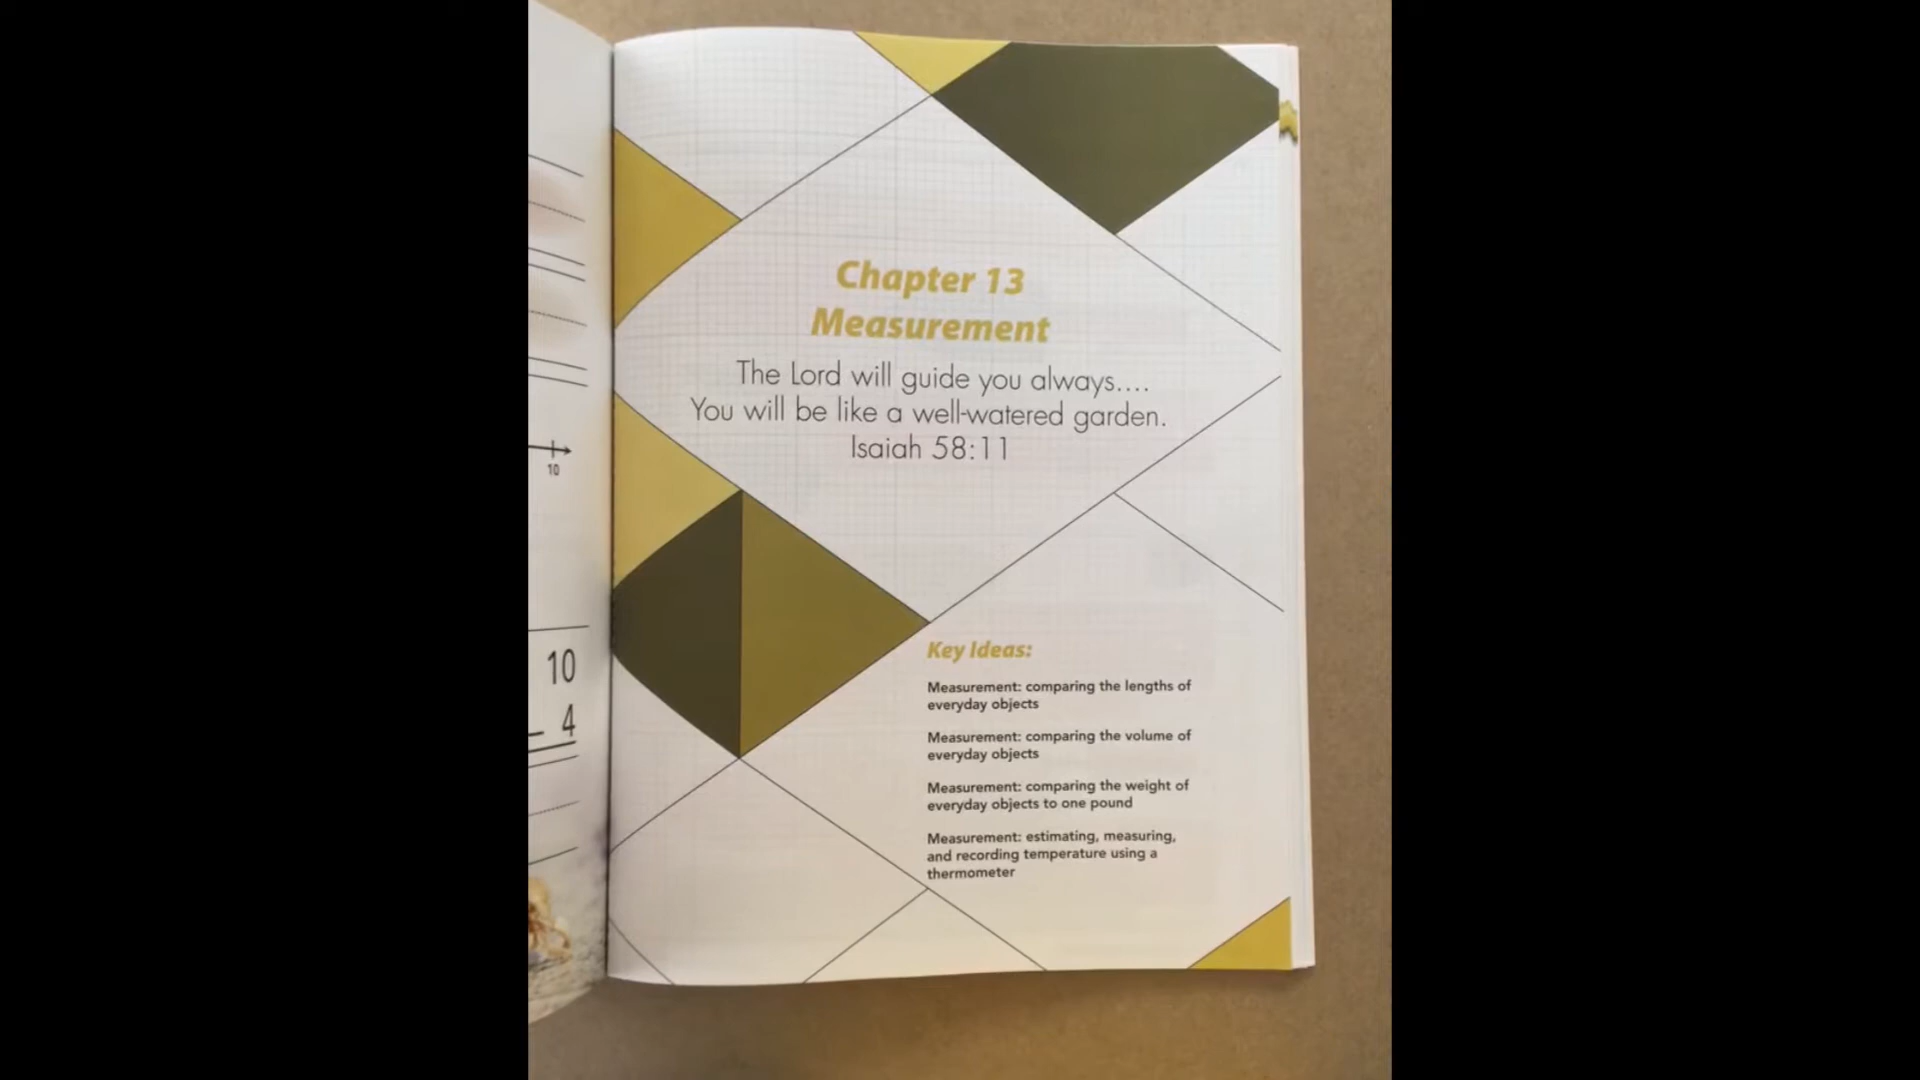 10
10
- 4
Chapter 13
Measurement
The Lord will guide you always....
You will be like a well-watered garden.
Isaiah 58:11
Key Ideas:
Measurement: comparing the lengths of
everyday objects
Measurement: comparing the volume of
everyday objects
Measurement: comparing the weight of
everyday objects to one pound
Measurement: estimating, measuring,
and recording temperature using a
thermometer